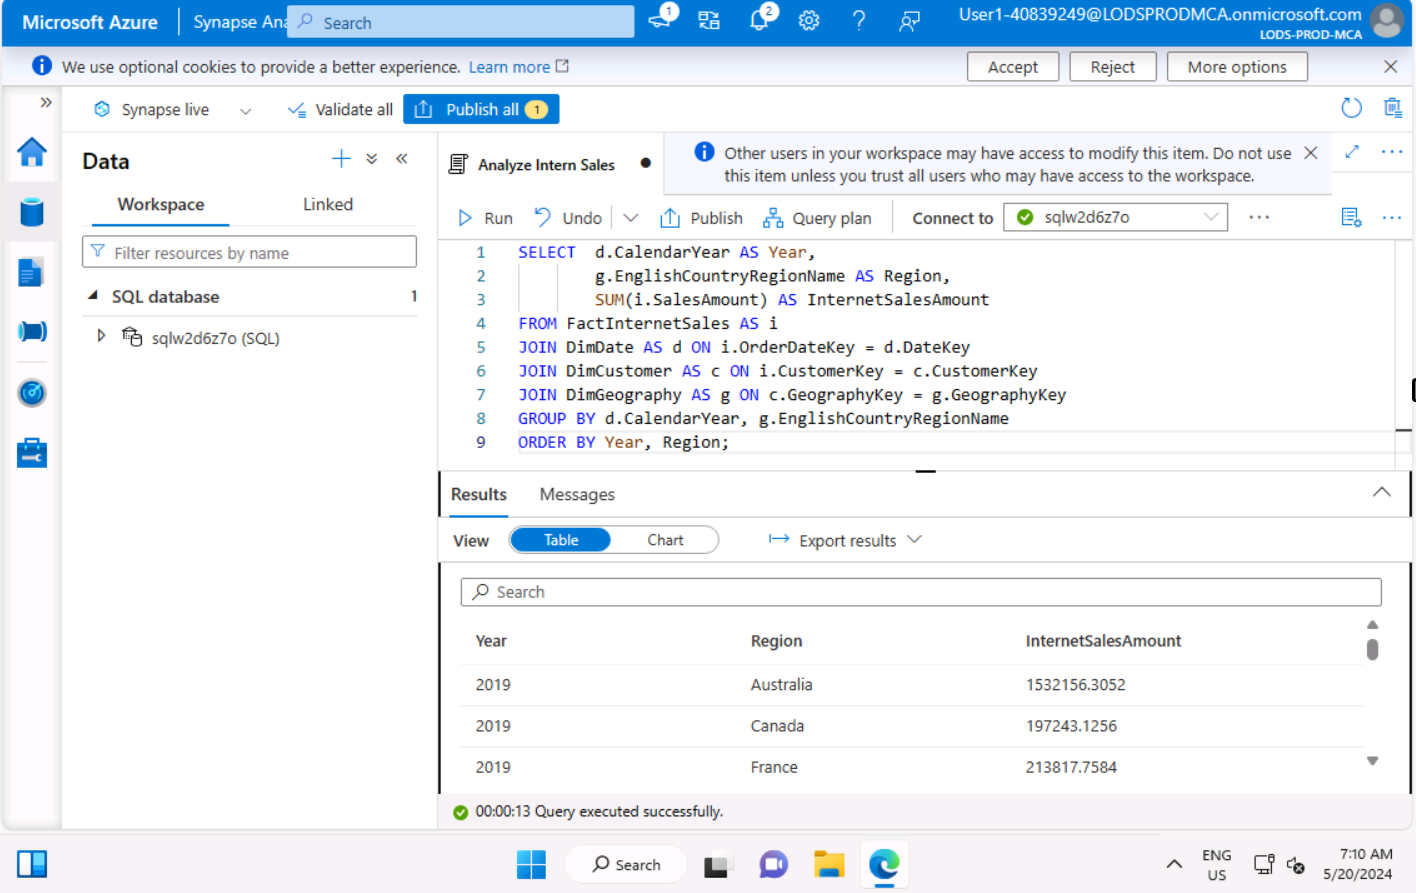 Microsoft Azure
Synapse Ana
Search
1
2
User1-40839249@LODSPRODMCA.onmicrosoft.com
LODS-PROD-MCA
We use optional cookies to provide a better experience. Learn more
Accept
Reject
More options
Synapse live
Validate all
Publish all 1
Data
Workspace
Linked
Filter resources by name
SQL database 1
sqlw2d6z7o (SQL)
Analyze Intern Sales
Other users in your workspace may have access to modify this item. Do not use
this item unless you trust all users who may have access to the workspace.
Run
Undo
Publish
Query plan
Connect to
sqlw2d6z7o
1 SELECT d.CalendarYear AS Year,
2 g.EnglishCountryRegionName AS Region,
3 SUM(i.SalesAmount) AS InternetSalesAmount
4 FROM FactInternetSales AS i
5 JOIN DimDate AS d ON i.OrderDateKey = d.DateKey
6 JOIN DimCustomer AS c ON i.CustomerKey = c.CustomerKey
7 JOIN DimGeography AS g ON c.GeographyKey = g.GeographyKey
8 GROUP BY d.CalendarYear, g.EnglishCountryRegionName
9 ORDER BY Year, Region;
Results
Messages
View
Table
Chart
Export results
Search
Year Region InternetSalesAmount
2019 Australia 1532156.3052
2019 Canada 197243.1256
2019 France 213817.7584
00:00:13 Query executed successfully.
Search
ENG
US
7:10 AM
5/20/2024